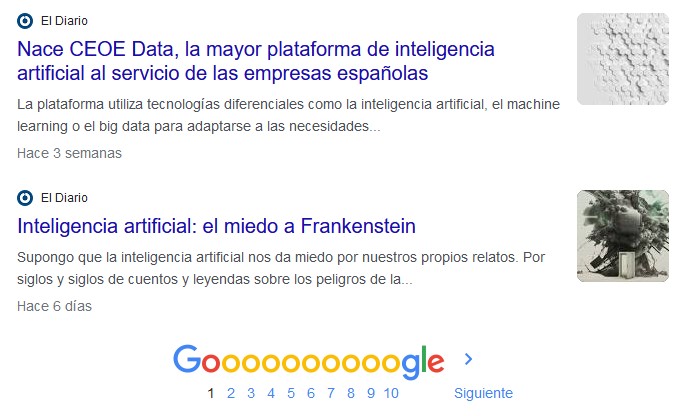 El Diario
Nace CEOE Data, la mayor plataforma de inteligencia
artificial al servicio de las empresas españolas
La plataforma utiliza tecnologías diferenciales como la inteligencia artificial, el machine
learning o el big data para adaptarse a las necesidades...
Hace 3 semanas
El Diario
Inteligencia artificial: el miedo a Frankenstein
Supongo que la inteligencia artificial nos da miedo por nuestros propios relatos. Por
siglos y siglos de cuentos y leyendas sobre los peligros de la...
Hace 6 días
Goooooooooogle >
1 2 3 4 5 6 7 8 9 10 Siguiente